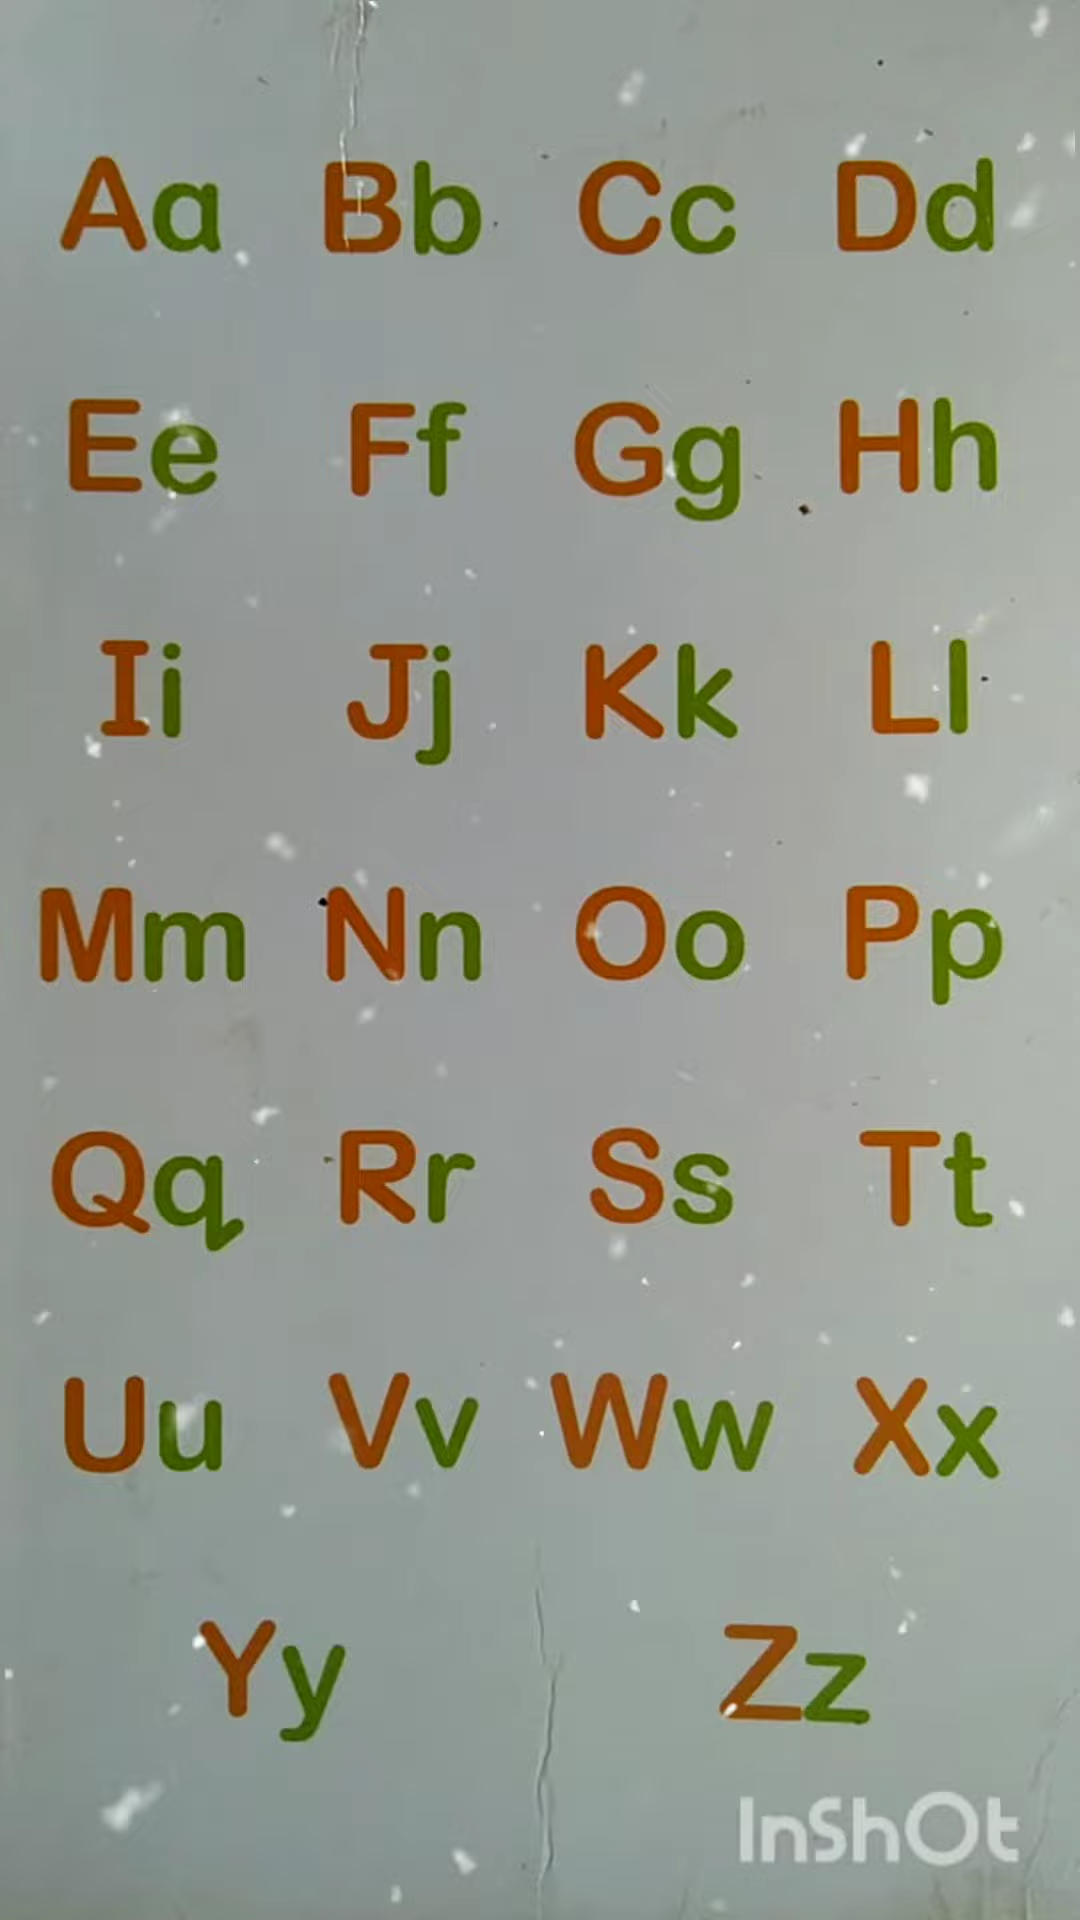 Aa Bb Cc Dd
Ee Ff Gg Hh
Ii Jj Kk Ll
Mm Nn Oo Pp
Qq Rr Ss Tt
Uu Vv Ww Xx
Yy Zz
InShOt